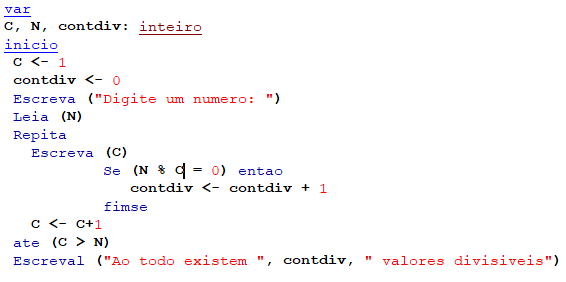 var
C, N, contdiv: inteiro
inicio
C <- 1
contdiv <- 0
Escreva ("Digite um numero: ")
Leia (N)
Repita
Escreva (C)
Se (N % C = 0) entao
contdiv <- contdiv + 1
fimse
C <- C+1
ate (C > N)
Escreval ("Ao todo existem ", contdiv, " valores divisiveis")